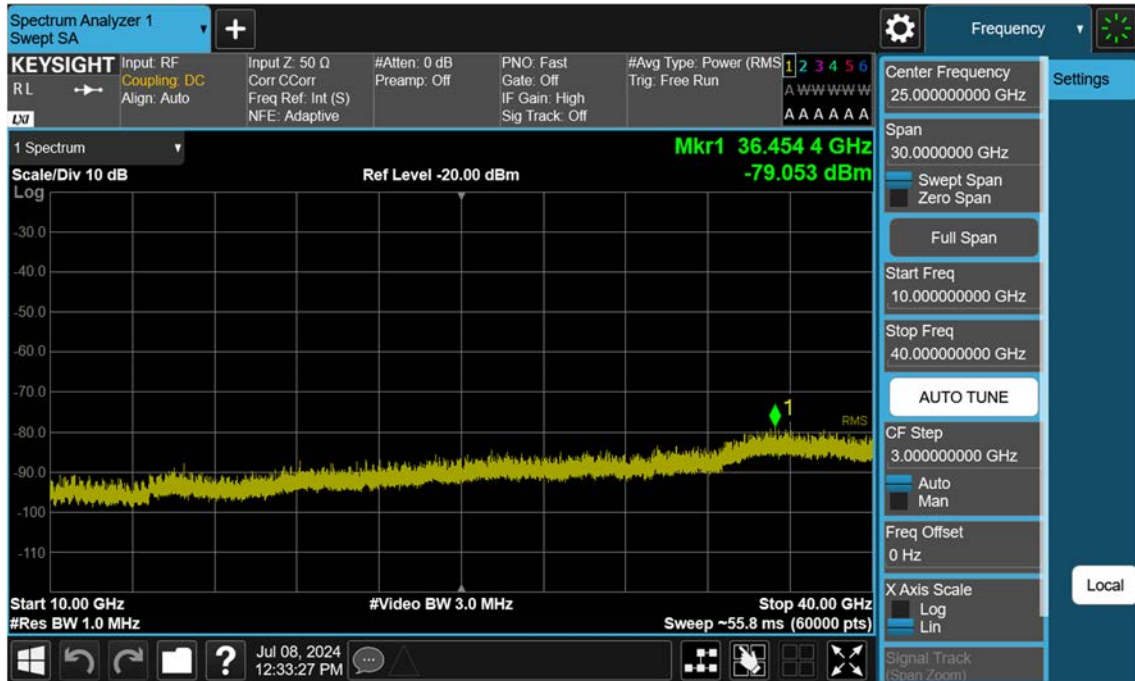 Spectrum Analyzer 1
Swept SA
Frequency
KEYSIGHT
R L
LXI
Input: RF
Coupling: DC
Align: Auto
Input Z: 50 Ω
Corr CCorr
Freq Ref: Int (S)
NFE: Adaptive
#Atten: 0 dB
Preamp: Off
PNO: Fast
Gate: Off
IF Gain: High
Sig Track: Off
#Avg Type: Power (RMS
Trig: Free Run
1 2 3 4 5 6
A W W W W W
A A A A A A
Center Frequency
25.000000000 GHz
Settings
Span
30.0000000 GHz
Swept Span
Zero Span
Full Span
Start Freq
10.000000000 GHz
Stop Freq
40.000000000 GHz
AUTO TUNE
CF Step
3.000000000 GHz
Auto
Man
Freq Offset
0 Hz
X Axis Scale
Log
Lin
Signal Track
(Span Zoom)
Local
1 Spectrum
Mkr1 36.454 4 GHz
-79.053 dBm
Scale/Div 10 dB
Ref Level -20.00 dBm
Log
-30.0
-40.0
-50.0
-60.0
-70.0
1
RMS
-80.0
-90.0
-100
-110
Start 10.00 GHz
#Video BW 3.0 MHz
Stop 40.00 GHz
#Res BW 1.0 MHz
Sweep ~55.8 ms (60000 pts)
?
Jul 08, 2024
12:33:27 PM